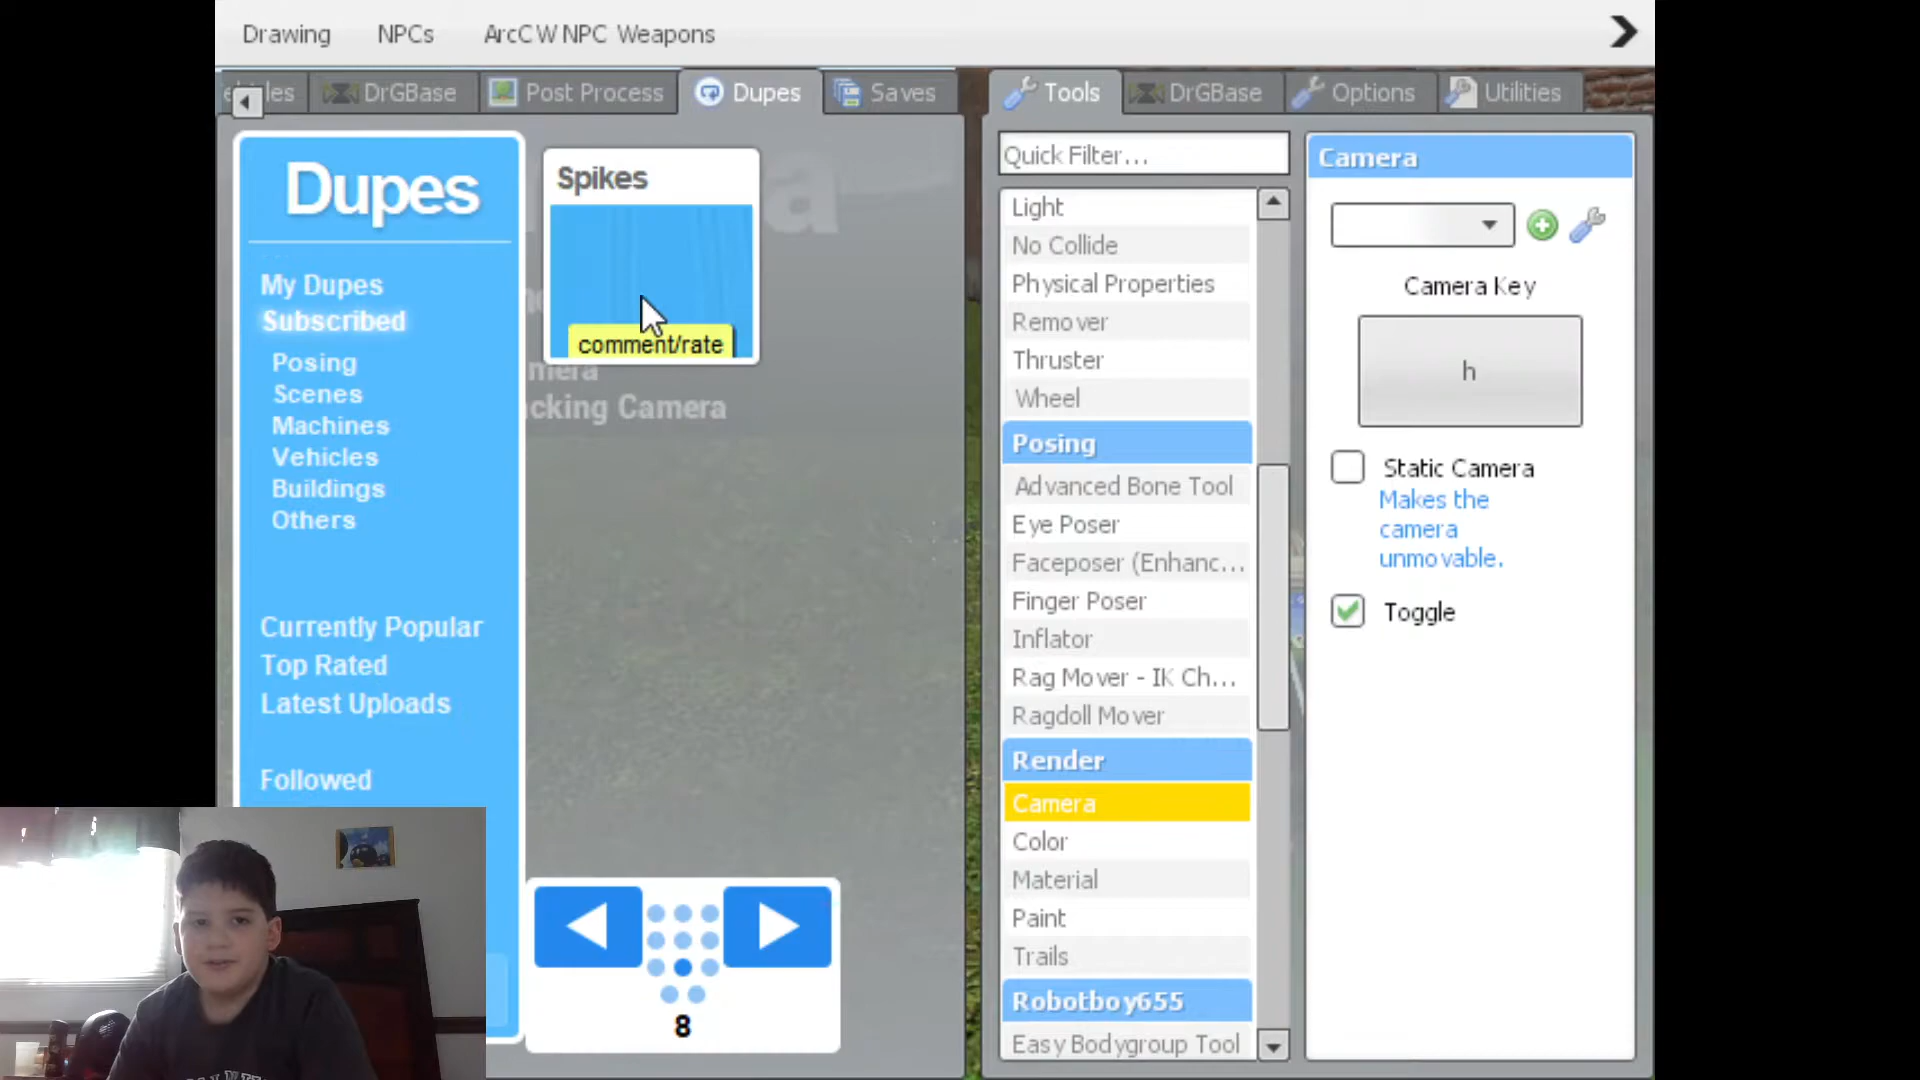 Drawing NPCs ArcCW NPC Weapons
les DrGBase Post Process Dupes Saves
Tools DrGBase Options Utilities
Dupes
My Dupes
Subscribed
Posing
Scenes
Machines
Vehicles
Buildings
Others
Currently Popular
Top Rated
Latest Uploads
Followed
Spikes
comment/rate
mera
cking Camera
8
Quick Filter...
Light
No Collide
Physical Properties
Remover
Thruster
Wheel
Posing
Advanced Bone Tool
Eye Poser
Faceposer (Enhanc...
Finger Poser
Inflator
Rag Mover - IK Ch...
Ragdoll Mover
Render
Camera
Color
Material
Paint
Trails
Robotboy655
Easy Bodygroup Tool
Camera
Camera Key
h
Static Camera
Makes the
camera
unmovable.
Toggle